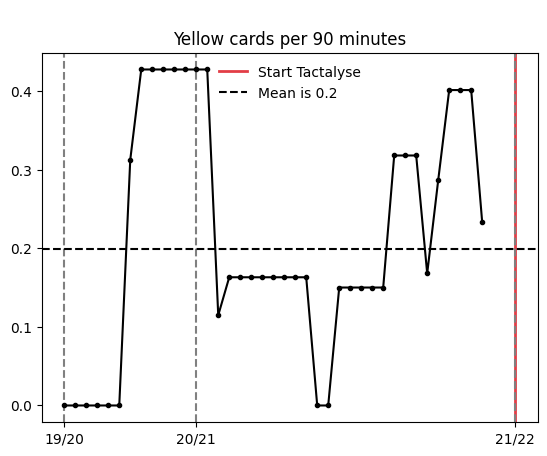 Yellow cards per 90 minutes
Start Tactalyse
Mean is 0.2
0.4
0.3
0.2
0.1
0.0
19/20
20/21
21/22